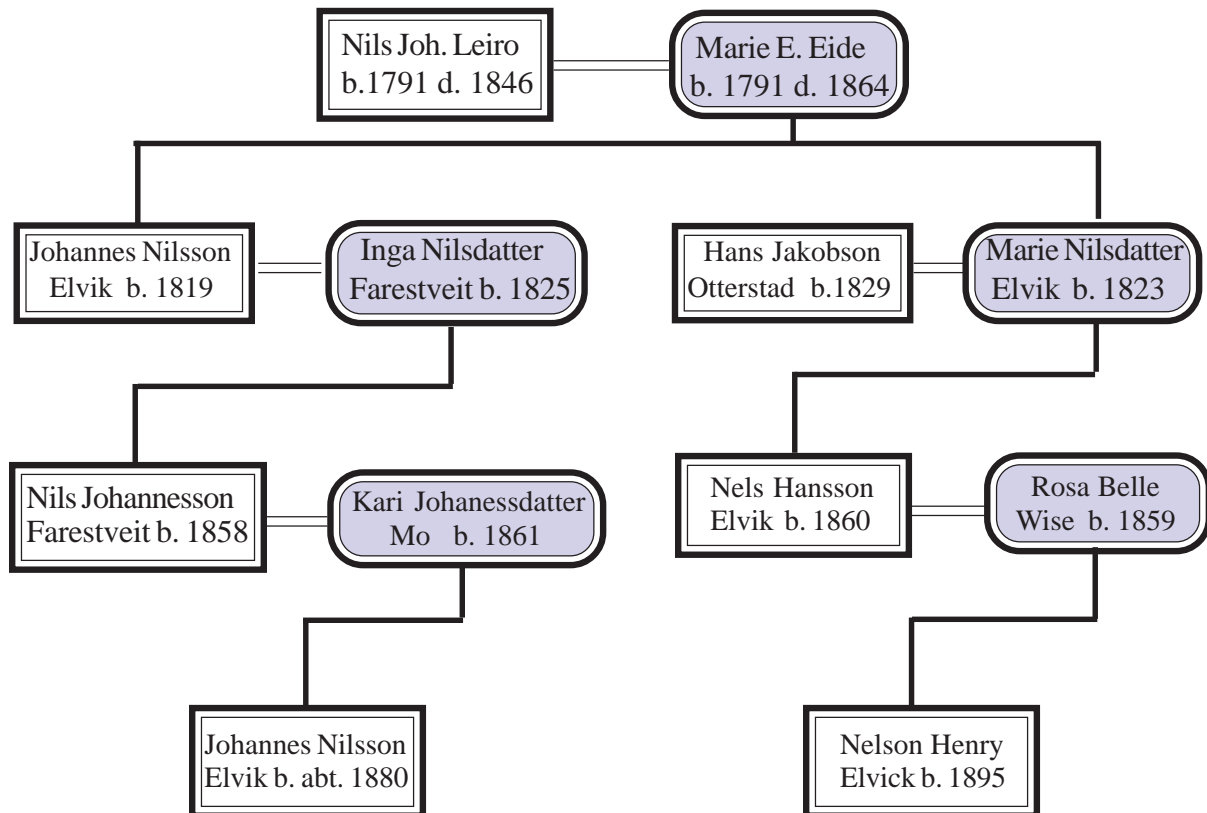 Nils Joh. Leiro
b.1791 d. 1846
Marie E. Eide
b. 1791 d. 1864
Johannes Nilsson
Elvik b. 1819
Inga Nilsdatter
Farestveit b. 1825
Hans Jakobson
Otterstad b.1829
Marie Nilsdatter
Elvik b. 1823
Nils Johannesson
Farestveit b. 1858
Kari Johanessdatter
Mo b. 1861
Nels Hansson
Elvik b. 1860
Rosa Belle
Wise b. 1859
Johannes Nilsson
Elvik b. abt. 1880
Nelson Henry
Elvick b. 1895